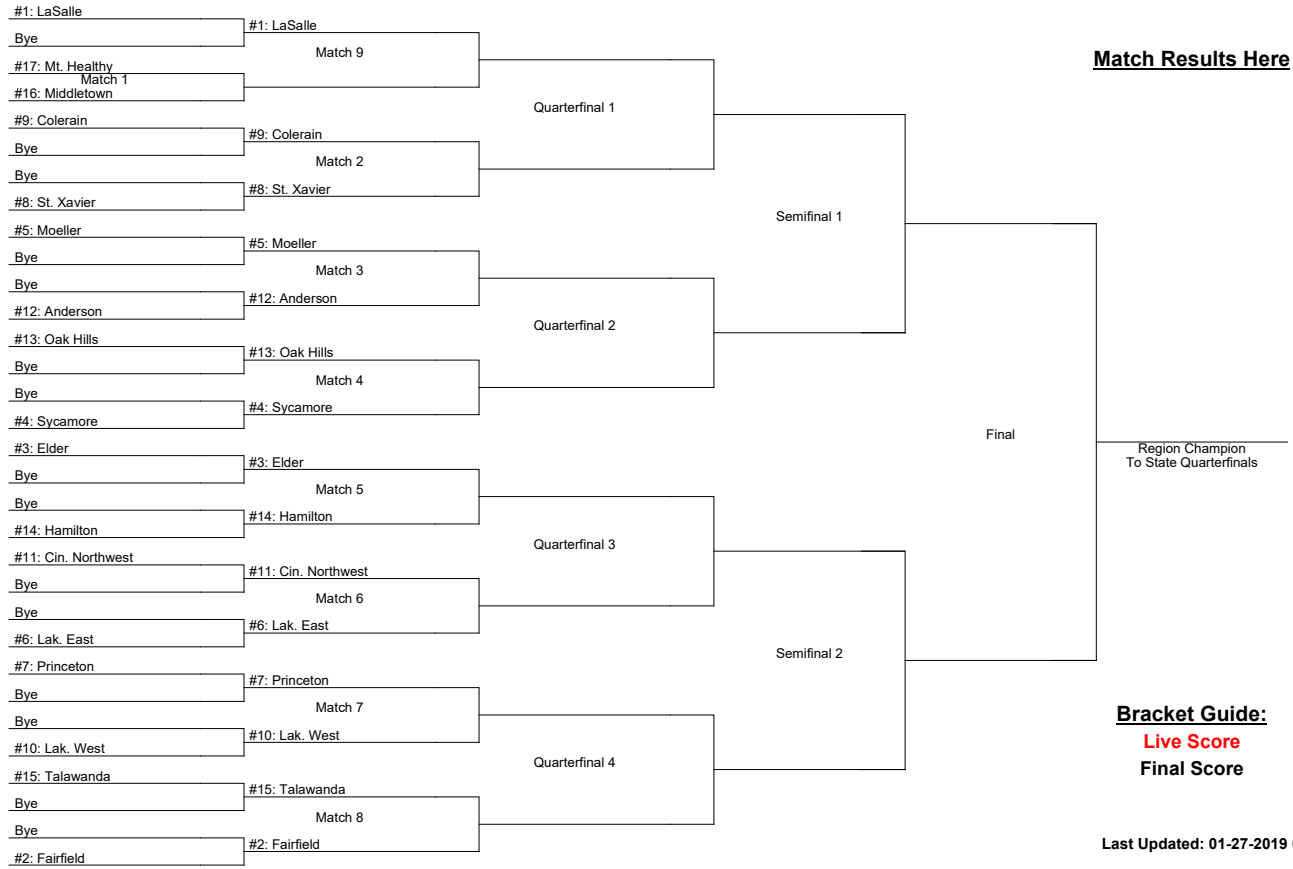 #1: LaSalle
#1: LaSalle
Bye
Match 9
Match Results Here
#17: Mt. Healthy
Match 1
#16: Middletown
Quarterfinal 1
#9: Colerain
#9: Colerain
Bye
Match 2
Bye
#8: St. Xavier
#8: St. Xavier
Semifinal 1
#5: Moeller
#5: Moeller
Bye
Match 3
Bye
#12: Anderson
#12: Anderson
Quarterfinal 2
#13: Oak Hills
#13: Oak Hills
Bye
Match 4
Bye
#4: Sycamore
#4: Sycamore
Final
Region Champion
To State Quarterfinals
#3: Elder
#3: Elder
Bye
Match 5
Bye
#14: Hamilton
#14: Hamilton
Quarterfinal 3
#11: Cin. Northwest
#11: Cin. Northwest
Bye
Match 6
Bye
#6: Lak. East
#6: Lak. East
Semifinal 2
#7: Princeton
#7: Princeton
Bye
Match 7
Bye
#10: Lak. West
#10: Lak. West
Bracket Guide:
Live Score
Final Score
Quarterfinal 4
#15: Talawanda
#15: Talawanda
Bye
Match 8
Bye
#2: Fairfield
#2: Fairfield
Last Updated: 01-27-2019